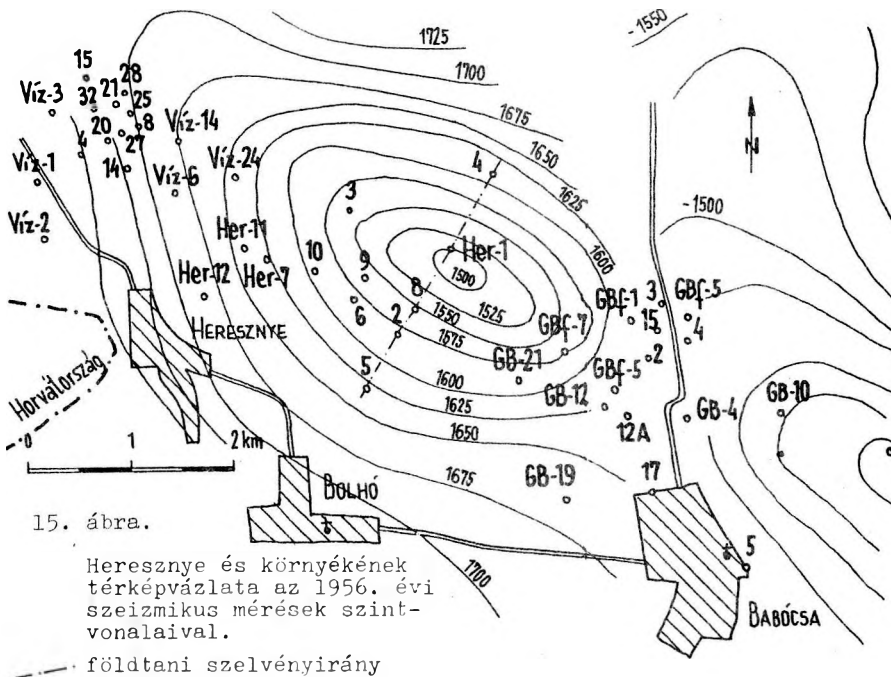 1725
-1550
1700
1675
1650
1625
1600
15
28
21
32
25
Víz-3
20
8
27
Víz-14
4
14
Víz-24
Víz-1
Víz-6
4
N
3
-1500
Víz-2
Her-11
Her-1
10
Her-7
9
1500
Her-12
8
1525
3
GBf-1
GBf-5
6
2
1550
GBf-7
15
4
HERESZNYE
1575
GB-21
2
5
1600
GBf-5
Horvátország
1625
GB-12
GB-10
12A
GB-4
0 1 2 km
1650
1675
GB-19
17
BOLHÓ
15. ábra.
1700
5
Heresznye és környékének
térképvázlata az 1956. évi
szeizmikus mérések szint-
vonalaival.
BABÓCSA
földtani szelvényirány